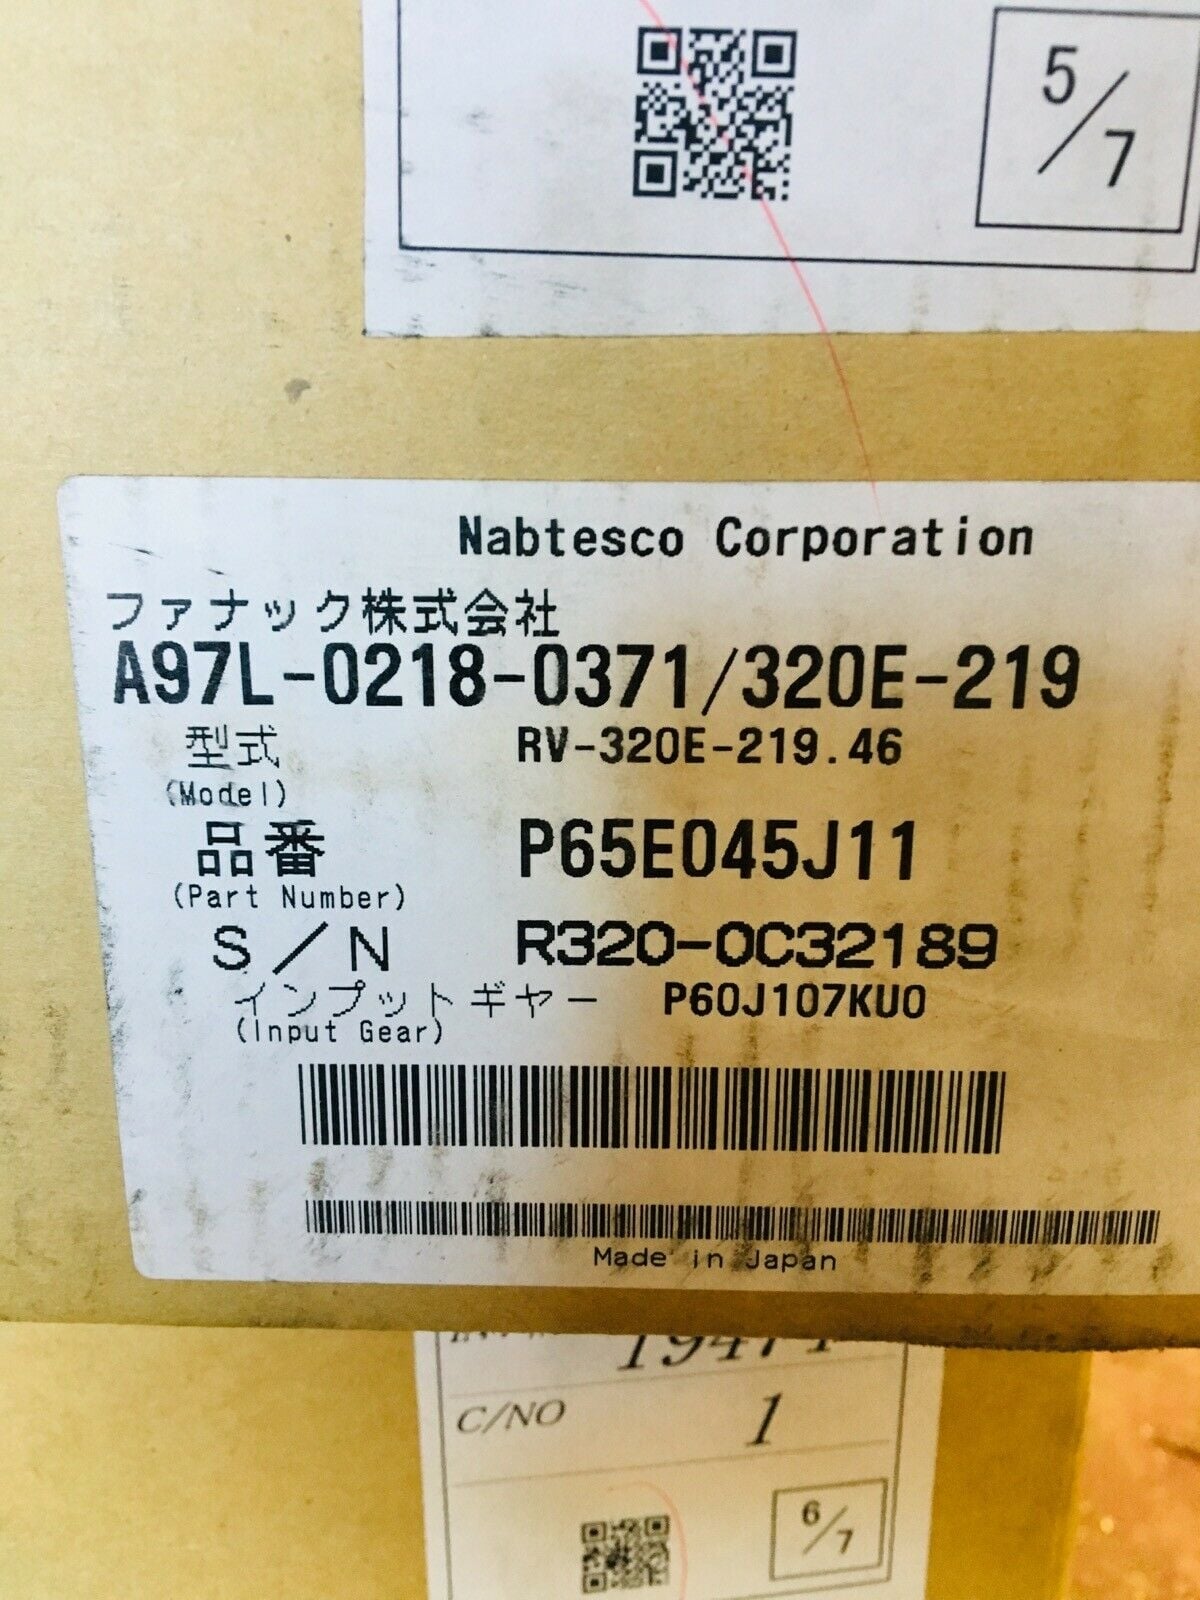 5/7
Nabtesco Corporation
ファナック株式会社
A97L-0218-0371/320E-219
型式 RV-320E-219.46
(Model)
品番 P65E045J11
(Part Number)
S/N R320-0C32189
インプットギヤー P60J107KU0
(Input Gear)
Made in Japan
C/NO 1
6/7